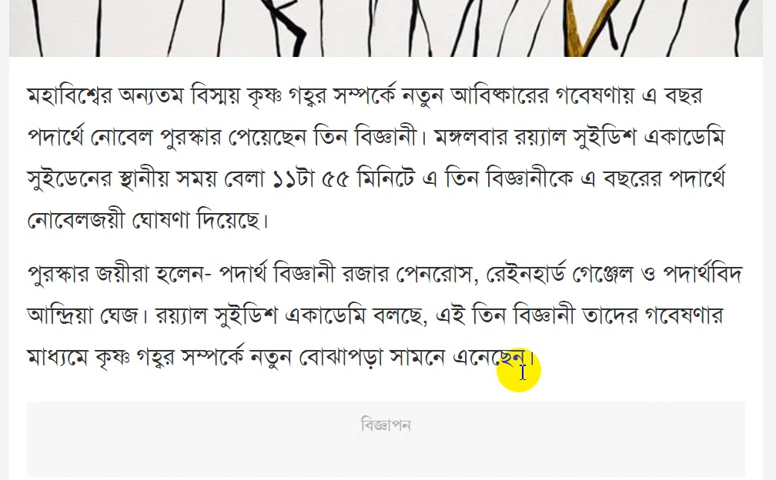 মহাবিশ্বের অন্যতম বিস্ময় কৃষ্ণ গহ্বর সম্পর্কে নতুন আবিষ্কারের গবেষণায় এ বছর
পদার্থে নোবেল পুরস্কার পেয়েছেন তিন বিজ্ঞানী। মঙ্গলবার রয়্যাল সুইডিশ একাডেমি
সুইডেনের স্থানীয় সময় বেলা ১১টা ৫৫ মিনিটে এ তিন বিজ্ঞানীকে এ বছরের পদার্থে
নোবেলজয়ী ঘোষণা দিয়েছে।
পুরস্কার জয়ীরা হলেন- পদার্থ বিজ্ঞানী রজার পেনরোস, রেইনহার্ড গেঞ্জেল ও পদার্থবিদ
আন্দ্রিয়া ঘেজ। রয়্যাল সুইডিশ একাডেমি বলছে, এই তিন বিজ্ঞানী তাদের গবেষণার
মাধ্যমে কৃষ্ণ গহ্বর সম্পর্কে নতুন বোঝাপড়া সামনে এনেছেন।
বিজ্ঞাপন